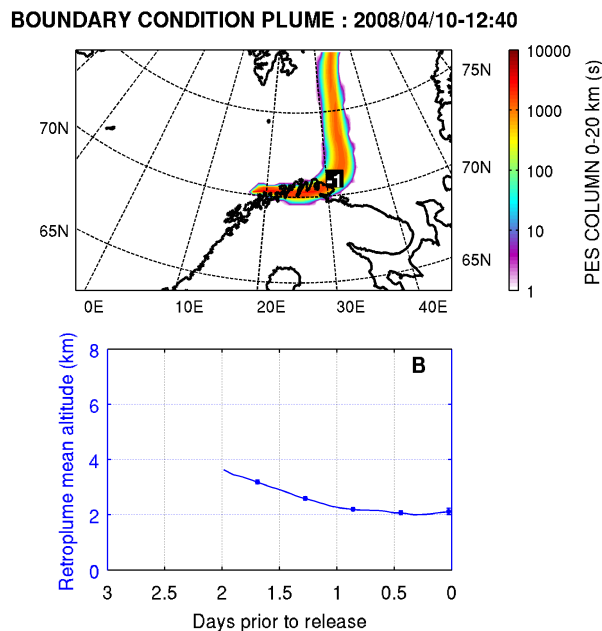 BOUNDARY CONDITION PLUME : 2008/04/10-12:40
75N
70N
70N
65N
65N
0E 10E 20E 30E 40E
1
10000
1000
100
10
1
PES COLUMN 0-20 km (s)
B
8
6
4
2
0
Retroplume mean altitude (km)
3 2.5 2 1.5 1 0.5 0
Days prior to release